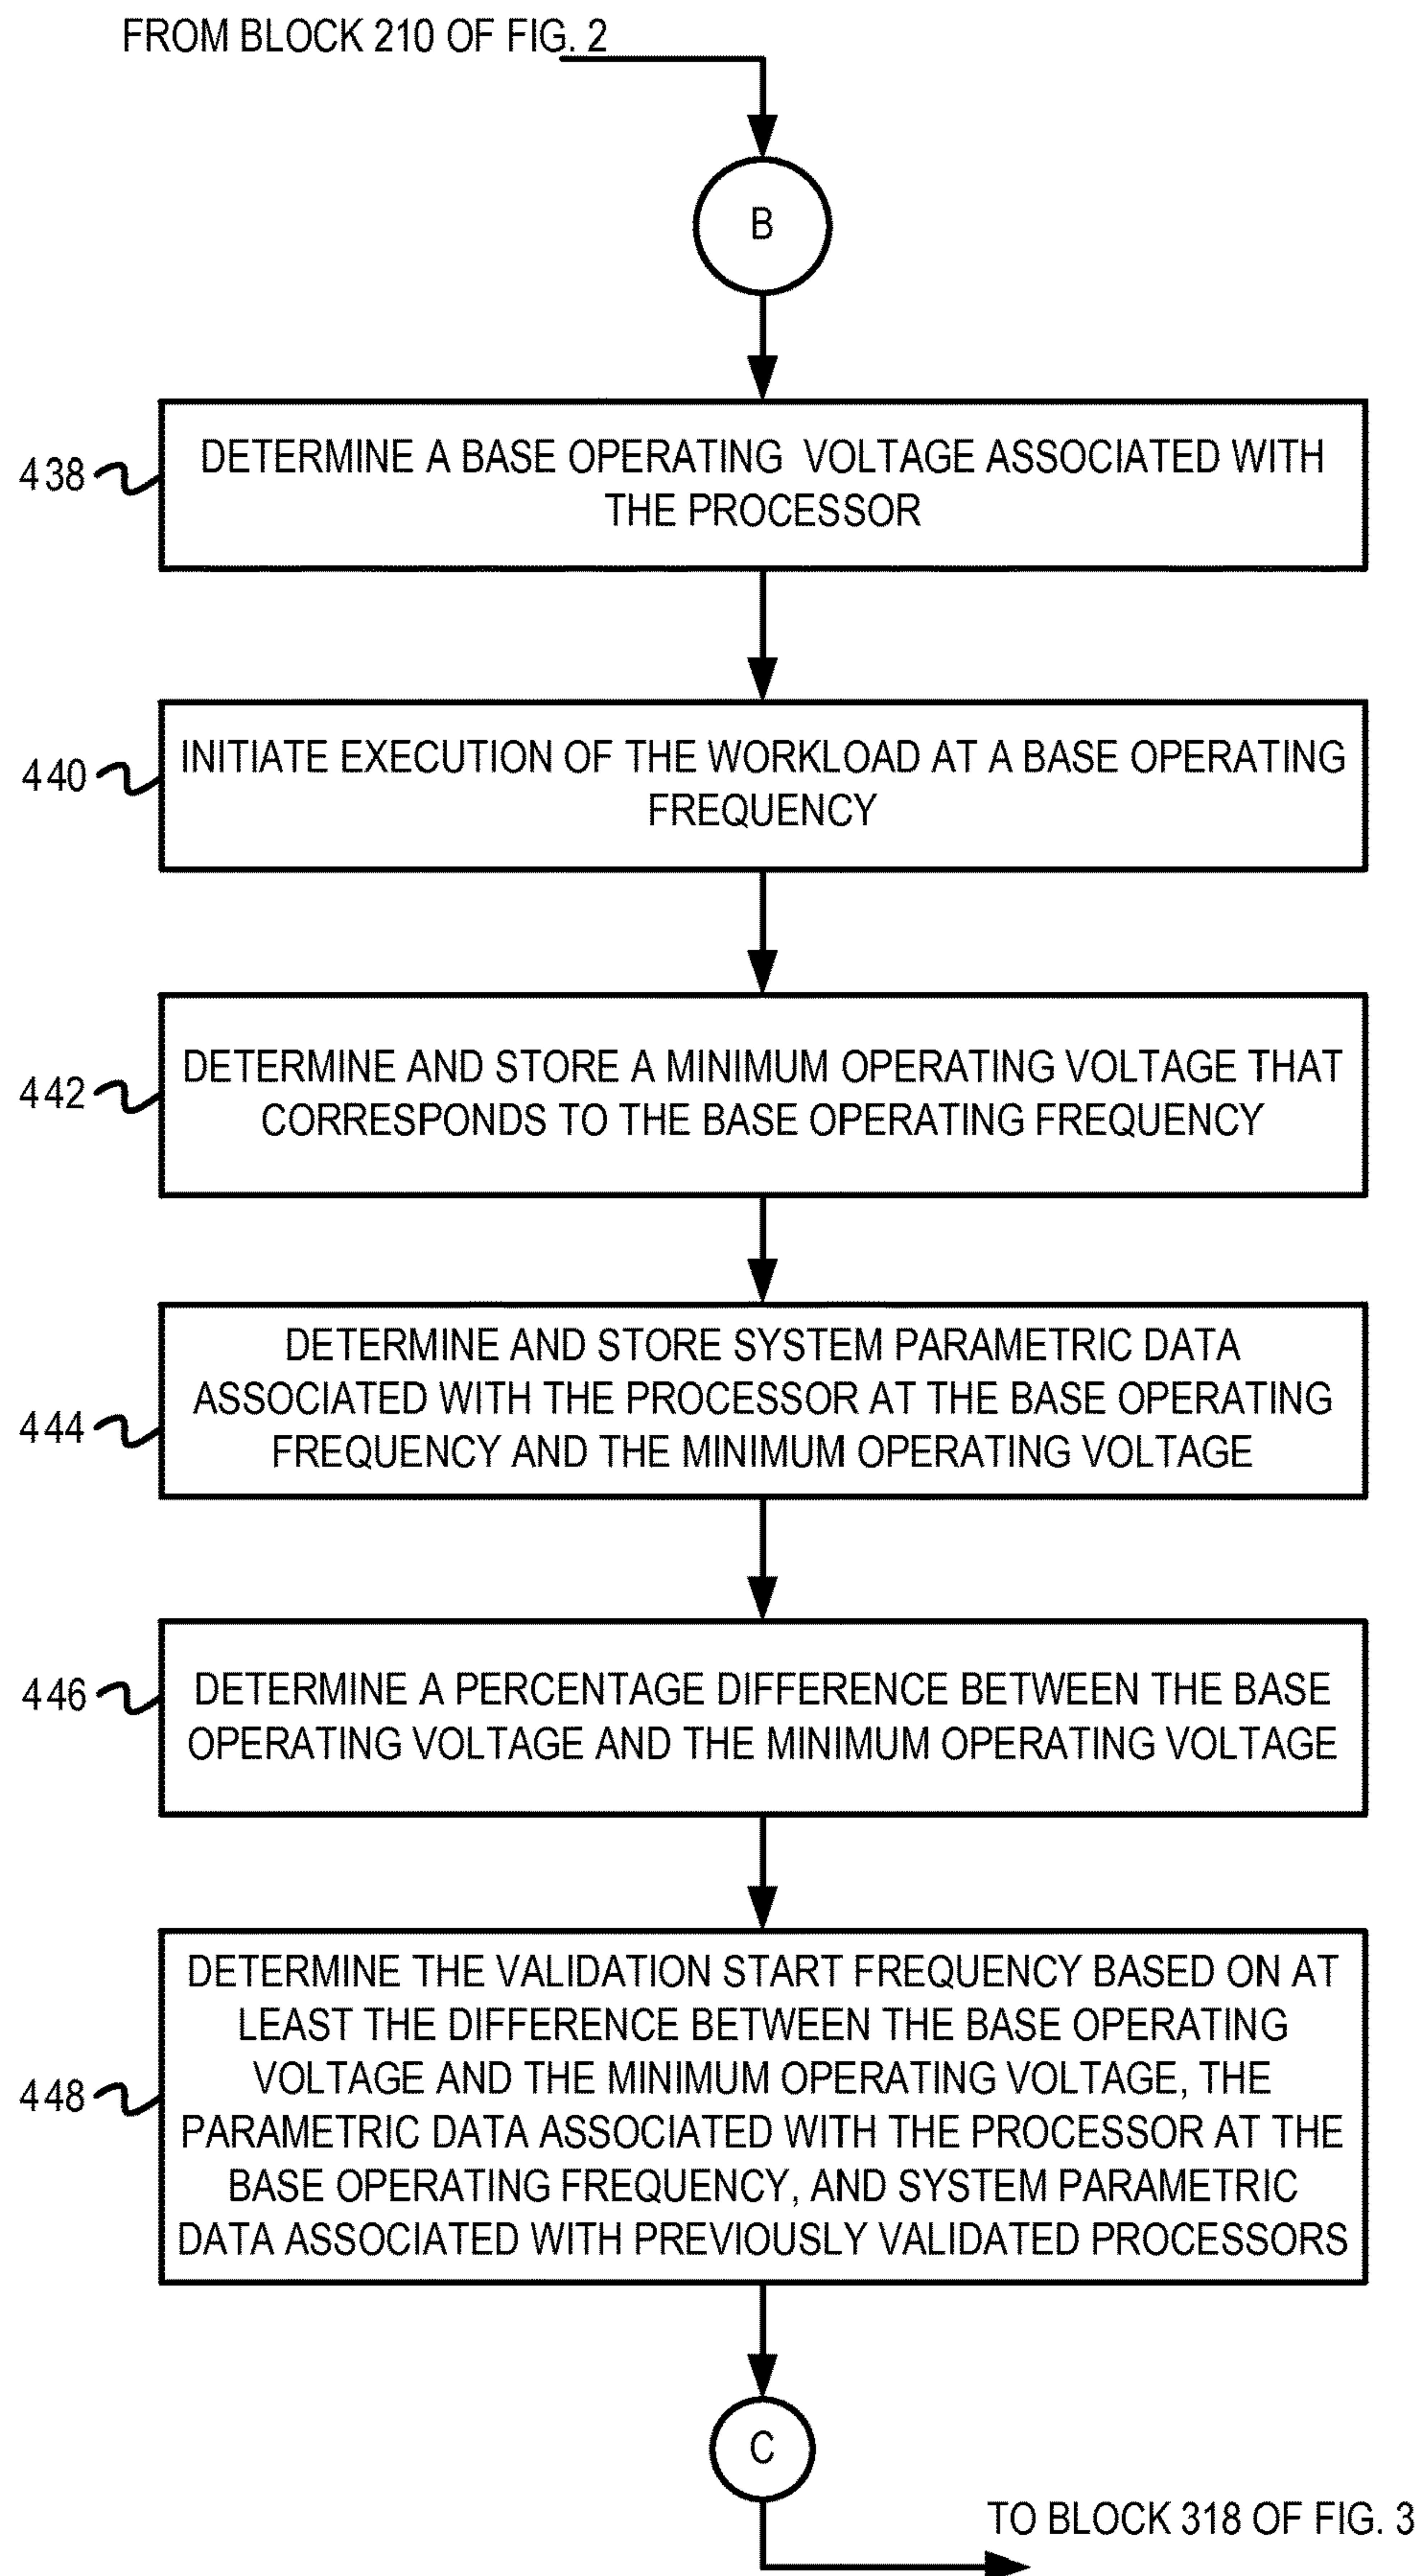 FROM BLOCK 210 OF FIG. 2
B
438
DETERMINE A BASE OPERATING VOLTAGE ASSOCIATED WITH
THE PROCESSOR
440
INITIATE EXECUTION OF THE WORKLOAD AT A BASE OPERATING
FREQUENCY
442
DETERMINE AND STORE A MINIMUM OPERATING VOLTAGE THAT
CORRESPONDS TO THE BASE OPERATING FREQUENCY
444
DETERMINE AND STORE SYSTEM PARAMETRIC DATA
ASSOCIATED WITH THE PROCESSOR AT THE BASE OPERATING
FREQUENCY AND THE MINIMUM OPERATING VOLTAGE
446
DETERMINE A PERCENTAGE DIFFERENCE BETWEEN THE BASE
OPERATING VOLTAGE AND THE MINIMUM OPERATING VOLTAGE
448
DETERMINE THE VALIDATION START FREQUENCY BASED ON AT
LEAST THE DIFFERENCE BETWEEN THE BASE OPERATING
VOLTAGE AND THE MINIMUM OPERATING VOLTAGE, THE
PARAMETRIC DATA ASSOCIATED WITH THE PROCESSOR AT THE
BASE OPERATING FREQUENCY, AND SYSTEM PARAMETRIC
DATA ASSOCIATED WITH PREVIOUSLY VALIDATED PROCESSORS
C
TO BLOCK 318 OF FIG. 3